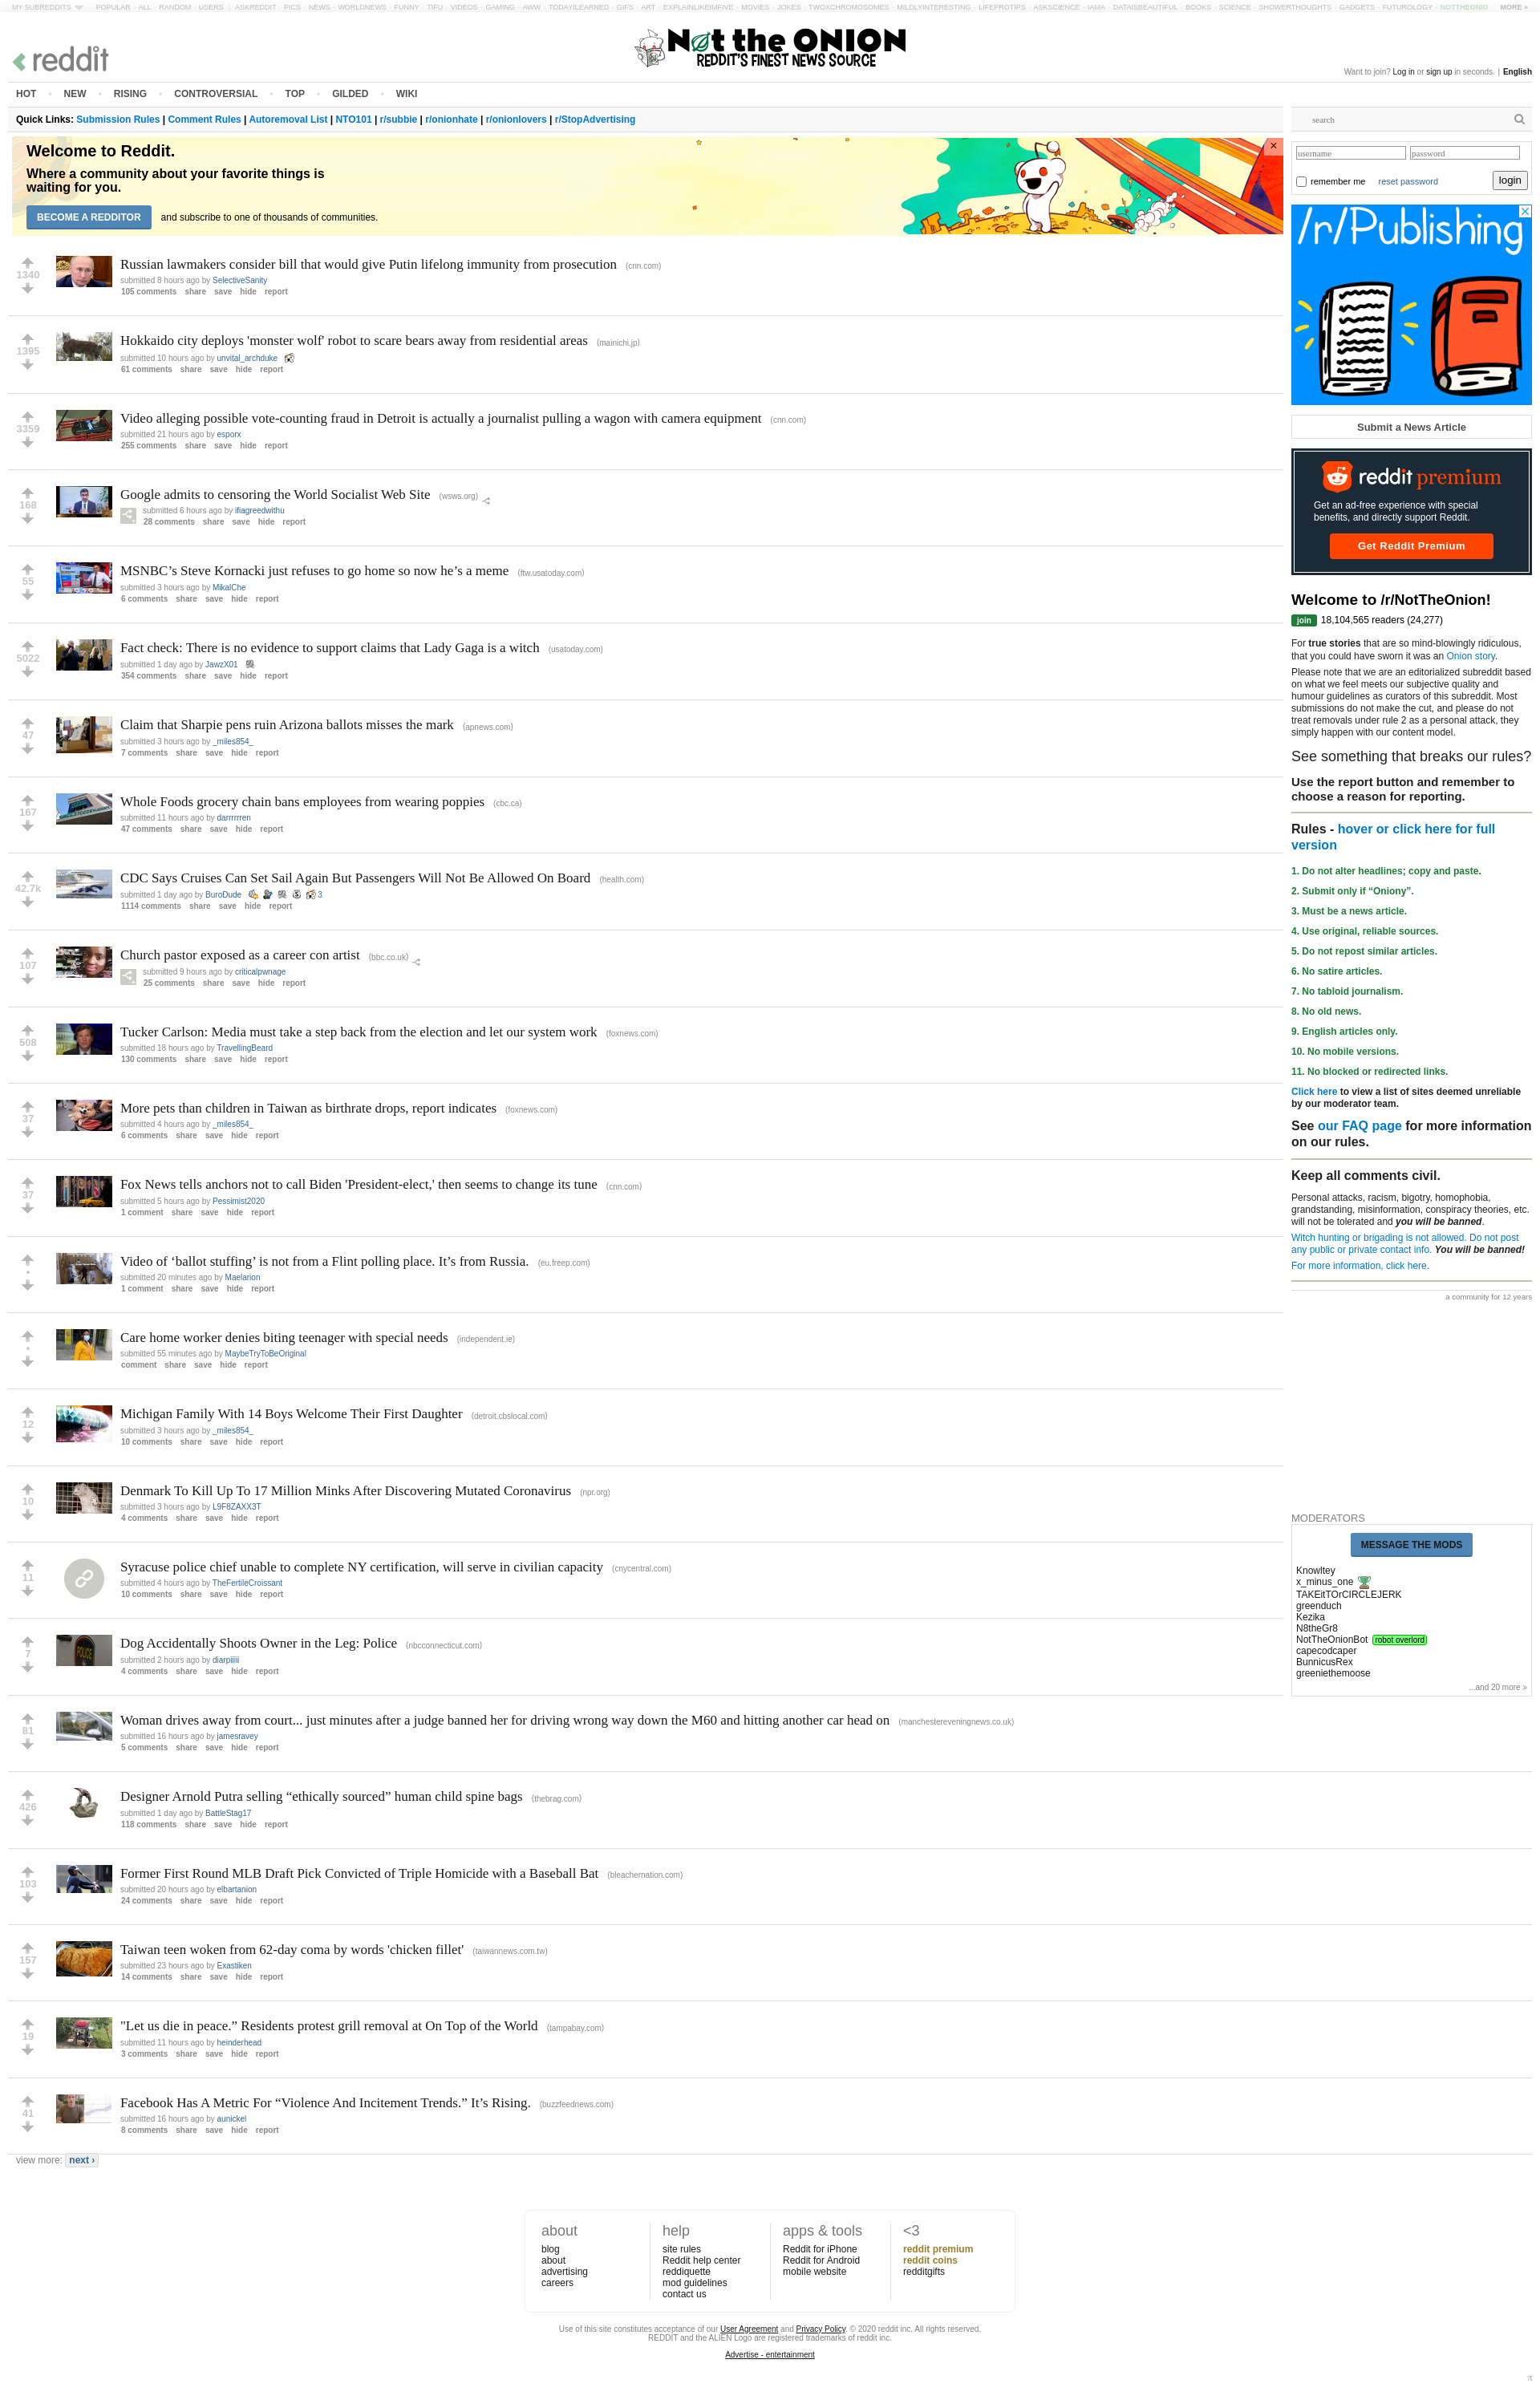 MY SUBREDDITS POPULAR - ALL - RANDOM - USERS | ASKREDDIT - PICS - NEWS - WORLDNEWS - FUNNY - TIFU - VIDEOS - GAMING - AWW - TODAYILEARNED - GIFS - ART - EXPLAINLIKEIMFIVE - MOVIES - JOKES - TWOXCHROMOSOMES - MILDLYINTERESTING - LIFEPROTIPS - ASKSCIENCE - IAMA - DATAISBEAUTIFUL - BOOKS - SCIENCE - SHOWERTHOUGHTS - GADGETS - FUTUROLOGY - NOTTHEONIO MORE »
reddit
Not the ONION
REDDIT'S FINEST NEWS SOURCE
Want to join? Log in or sign up in seconds. | English
HOT • NEW • RISING • CONTROVERSIAL • TOP • GILDED • WIKI
Quick Links: Submission Rules | Comment Rules | Autoremoval List | NTO101 | r/subbie | r/onionhate | r/onionlovers | r/StopAdvertising
Welcome to Reddit.
Where a community about your favorite things is
waiting for you.
BECOME A REDDITOR and subscribe to one of thousands of communities.
×
1340
Russian lawmakers consider bill that would give Putin lifelong immunity from prosecution (cnn.com)
submitted 8 hours ago by SelectiveSanity
105 comments share save hide report
1395
Hokkaido city deploys 'monster wolf' robot to scare bears away from residential areas (mainichi.jp)
submitted 10 hours ago by unvital_archduke
61 comments share save hide report
3359
Video alleging possible vote-counting fraud in Detroit is actually a journalist pulling a wagon with camera equipment (cnn.com)
submitted 21 hours ago by esporx
255 comments share save hide report
168
Google admits to censoring the World Socialist Web Site (wsws.org)
submitted 6 hours ago by ifiagreedwithu
28 comments share save hide report
55
MSNBC’s Steve Kornacki just refuses to go home so now he’s a meme (ftw.usatoday.com)
submitted 3 hours ago by MikalChe
6 comments share save hide report
5022
Fact check: There is no evidence to support claims that Lady Gaga is a witch (usatoday.com)
submitted 1 day ago by JawzX01
354 comments share save hide report
47
Claim that Sharpie pens ruin Arizona ballots misses the mark (apnews.com)
submitted 3 hours ago by _miles854_
7 comments share save hide report
167
Whole Foods grocery chain bans employees from wearing poppies (cbc.ca)
submitted 11 hours ago by darrrrrren
47 comments share save hide report
42.7k
CDC Says Cruises Can Set Sail Again But Passengers Will Not Be Allowed On Board (health.com)
submitted 1 day ago by BuroDude 3
1114 comments share save hide report
107
Church pastor exposed as a career con artist (bbc.co.uk)
submitted 9 hours ago by criticalpwnage
25 comments share save hide report
508
Tucker Carlson: Media must take a step back from the election and let our system work (foxnews.com)
submitted 18 hours ago by TravellingBeard
130 comments share save hide report
37
More pets than children in Taiwan as birthrate drops, report indicates (foxnews.com)
submitted 4 hours ago by _miles854_
6 comments share save hide report
37
Fox News tells anchors not to call Biden 'President-elect,' then seems to change its tune (cnn.com)
submitted 5 hours ago by Pessimist2020
1 comment share save hide report
•
Video of ‘ballot stuffing’ is not from a Flint polling place. It’s from Russia. (eu.freep.com)
submitted 20 minutes ago by Maelarion
1 comment share save hide report
•
Care home worker denies biting teenager with special needs (independent.ie)
submitted 55 minutes ago by MaybeTryToBeOriginal
comment share save hide report
12
Michigan Family With 14 Boys Welcome Their First Daughter (detroit.cbslocal.com)
submitted 3 hours ago by _miles854_
10 comments share save hide report
10
Denmark To Kill Up To 17 Million Minks After Discovering Mutated Coronavirus (npr.org)
submitted 3 hours ago by L9F8ZAXX3T
4 comments share save hide report
11
Syracuse police chief unable to complete NY certification, will serve in civilian capacity (cnycentral.com)
submitted 4 hours ago by TheFertileCroissant
10 comments share save hide report
7
Dog Accidentally Shoots Owner in the Leg: Police (nbcconnecticut.com)
submitted 2 hours ago by diarpiiiii
4 comments share save hide report
81
Woman drives away from court... just minutes after a judge banned her for driving wrong way down the M60 and hitting another car head on (manchestereveningnews.co.uk)
submitted 16 hours ago by jamesravey
5 comments share save hide report
426
Designer Arnold Putra selling “ethically sourced” human child spine bags (thebrag.com)
submitted 1 day ago by BattleStag17
118 comments share save hide report
103
Former First Round MLB Draft Pick Convicted of Triple Homicide with a Baseball Bat (bleachernation.com)
submitted 20 hours ago by elbartanion
24 comments share save hide report
157
Taiwan teen woken from 62-day coma by words 'chicken fillet' (taiwannews.com.tw)
submitted 23 hours ago by Exastiken
14 comments share save hide report
19
"Let us die in peace.” Residents protest grill removal at On Top of the World (tampabay.com)
submitted 11 hours ago by heinderhead
3 comments share save hide report
41
Facebook Has A Metric For “Violence And Incitement Trends.” It’s Rising. (buzzfeednews.com)
submitted 16 hours ago by aunickel
8 comments share save hide report
view more: next ›
search
username password
remember me reset password login
/r/Publishing
Submit a News Article
reddit premium
Get an ad-free experience with special
benefits, and directly support Reddit.
Get Reddit Premium
Welcome to /r/NotTheOnion!
join 18,104,565 readers (24,277)
For true stories that are so mind-blowingly ridiculous,
that you could have sworn it was an Onion story.
Please note that we are an editorialized subreddit based
on what we feel meets our subjective quality and
humour guidelines as curators of this subreddit. Most
submissions do not make the cut, and please do not
treat removals under rule 2 as a personal attack, they
simply happen with our content model.
See something that breaks our rules?
Use the report button and remember to
choose a reason for reporting.
Rules - hover or click here for full
version
1. Do not alter headlines; copy and paste.
2. Submit only if “Oniony”.
3. Must be a news article.
4. Use original, reliable sources.
5. Do not repost similar articles.
6. No satire articles.
7. No tabloid journalism.
8. No old news.
9. English articles only.
10. No mobile versions.
11. No blocked or redirected links.
Click here to view a list of sites deemed unreliable
by our moderator team.
See our FAQ page for more information
on our rules.
Keep all comments civil.
Personal attacks, racism, bigotry, homophobia,
grandstanding, misinformation, conspiracy theories, etc.
will not be tolerated and you will be banned.
Witch hunting or brigading is not allowed. Do not post
any public or private contact info. You will be banned!
For more information, click here.
a community for 12 years
MODERATORS
MESSAGE THE MODS
Knowltey
x_minus_one
TAKEitTOrCIRCLEJERK
greenduch
Kezika
N8theGr8
NotTheOnionBot robot overlord
capecodcaper
BunnicusRex
greeniethemoose
...and 20 more »
about
blog
about
advertising
careers
help
site rules
Reddit help center
reddiquette
mod guidelines
contact us
apps & tools
Reddit for iPhone
Reddit for Android
mobile website
<3
reddit premium
reddit coins
redditgifts
Use of this site constitutes acceptance of our User Agreement and Privacy Policy. © 2020 reddit inc. All rights reserved.
REDDIT and the ALIEN Logo are registered trademarks of reddit inc.
Advertise - entertainment
π